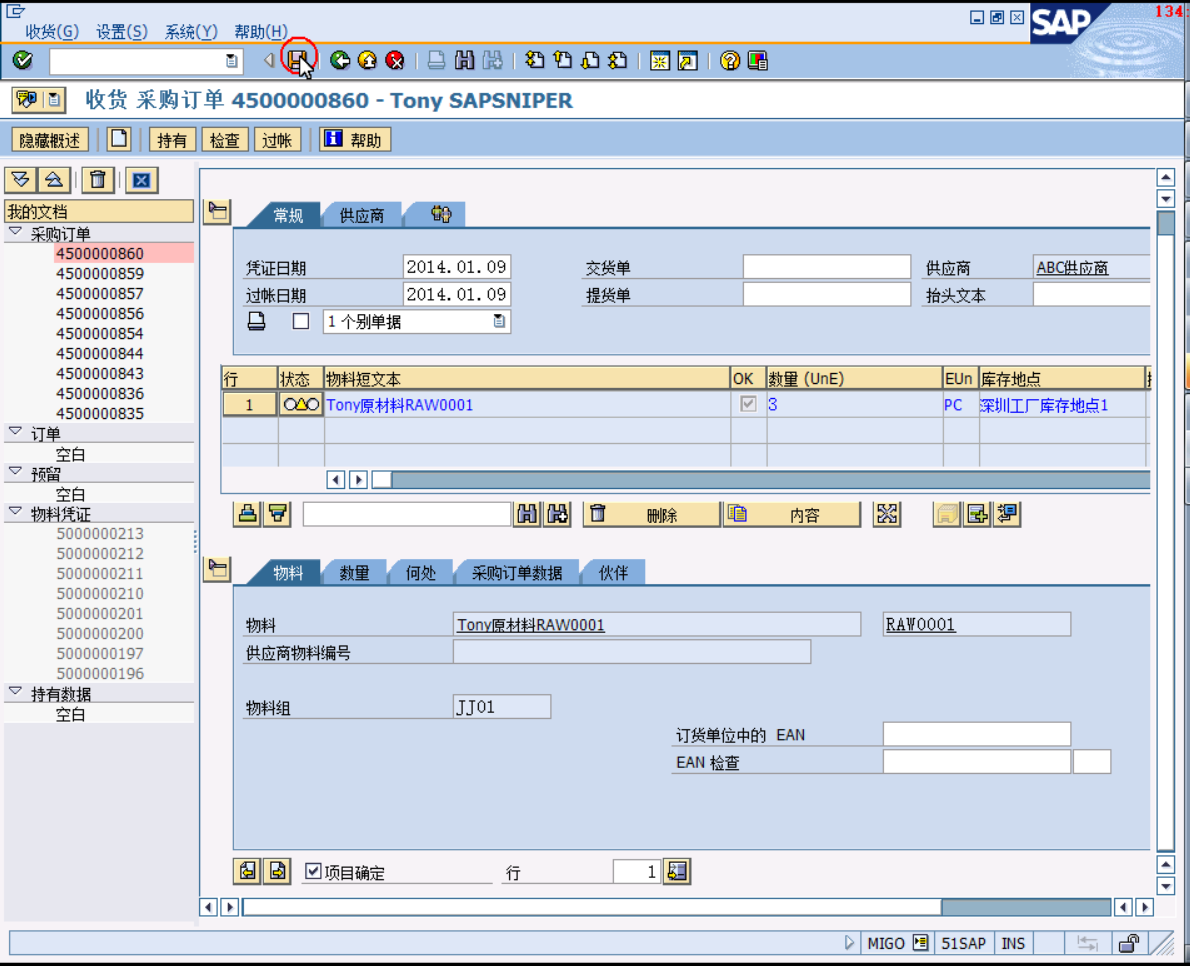 134
收货(G) 设置(S) 系统(Y) 帮助(H)
SAP
收货 采购订单 4500000860 - Tony SAPSNIPER
隐藏概述 持有 检查 过帐 帮助
我的文档
采购订单
4500000860
4500000859
4500000857
4500000856
4500000854
4500000844
4500000843
4500000836
4500000835
订单
空白
预留
空白
物料凭证
5000000213
5000000212
5000000211
5000000210
5000000201
5000000200
5000000197
5000000196
持有数据
空白
常规 供应商
凭证日期 2014.01.09 交货单 供应商 ABC供应商
过帐日期 2014.01.09 提货单 抬头文本
1 个别单据
行 状态 物料短文本 OK 数量 (UnE) EUn 库存地点
1 Tony原材料RAW0001 3 PC 深圳工厂库存地点1
删除 内容
物料 数量 何处 采购订单数据 伙伴
物料 Tony原材料RAW0001 RAW0001
供应商物料编号
物料组 JJ01
订货单位中的 EAN
EAN 检查
项目确定 行 1
MIGO 51SAP INS